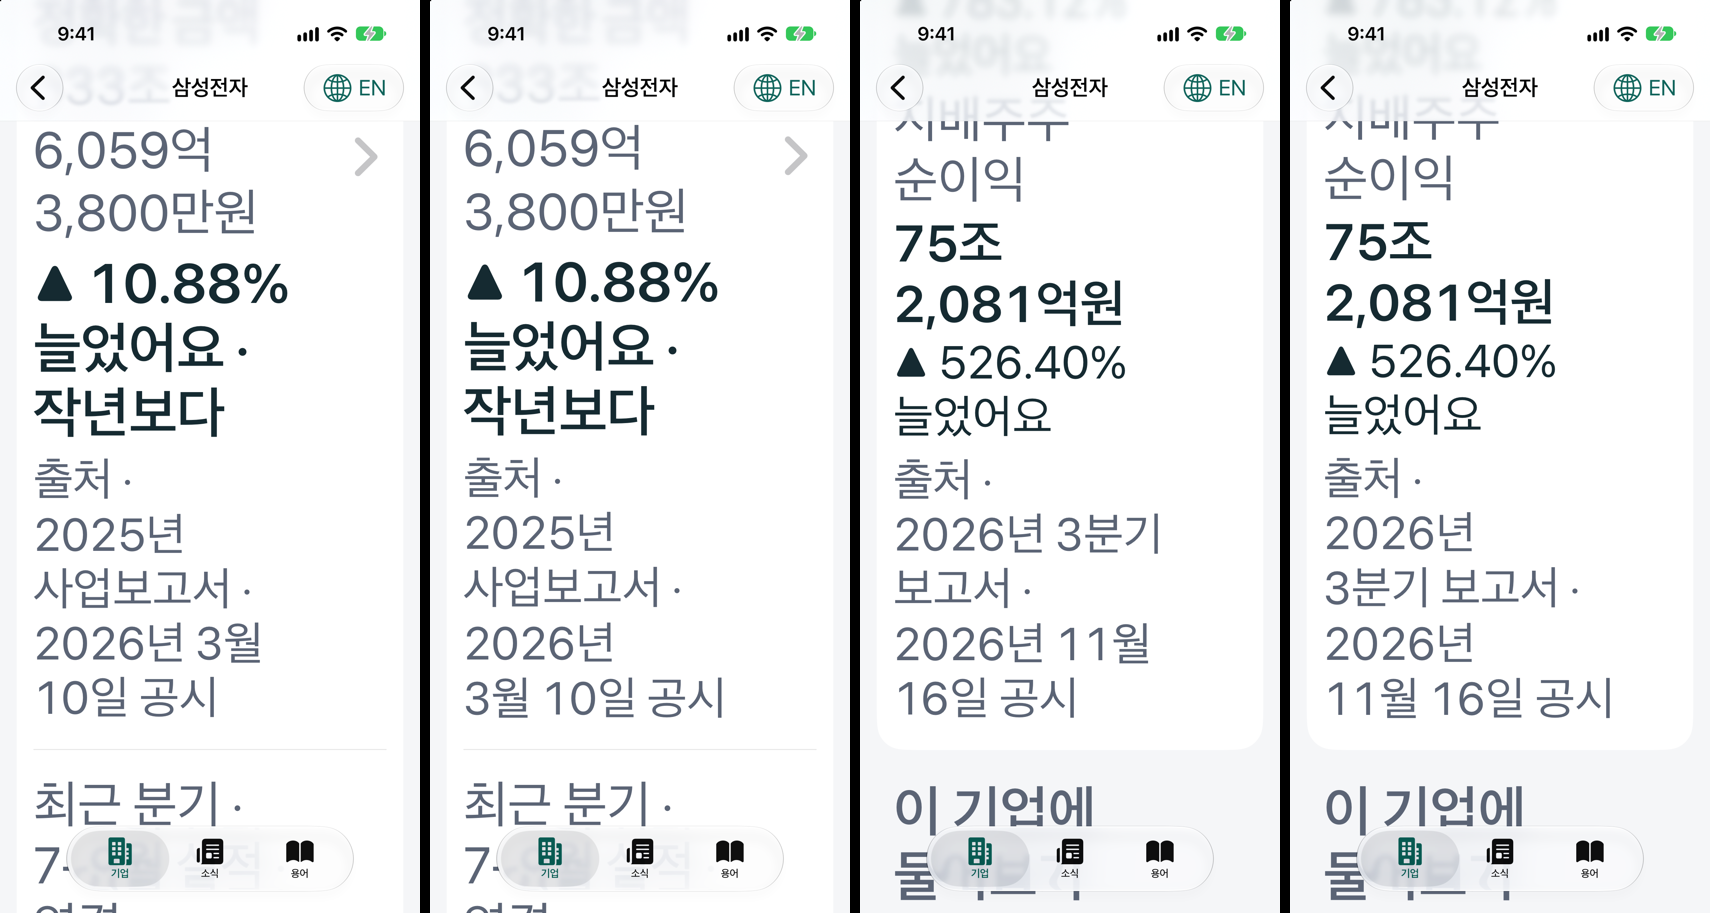 9:41
삼성전자
EN
6,059억
3,800만원
▲ 10.88%
늘었어요 ·
작년보다
출처 ·
2025년
사업보고서 ·
2026년 3월
10일 공시
최근 분기 ·
기업
소식
용어
9:41
삼성전자
EN
6,059억
3,800만원
▲ 10.88%
늘었어요 ·
작년보다
출처 ·
2025년
사업보고서 ·
2026년
3월 10일 공시
최근 분기 ·
기업
소식
용어
9:41
삼성전자
EN
지배주주
순이익
75조
2,081억원
▲ 526.40%
늘었어요
출처 ·
2026년 3분기
보고서 ·
2026년 11월
16일 공시
이 기업에
기업
소식
용어
9:41
삼성전자
EN
지배주주
순이익
75조
2,081억원
▲ 526.40%
늘었어요
출처 ·
2026년
3분기 보고서 ·
2026년
11월 16일 공시
이 기업에
기업
소식
용어